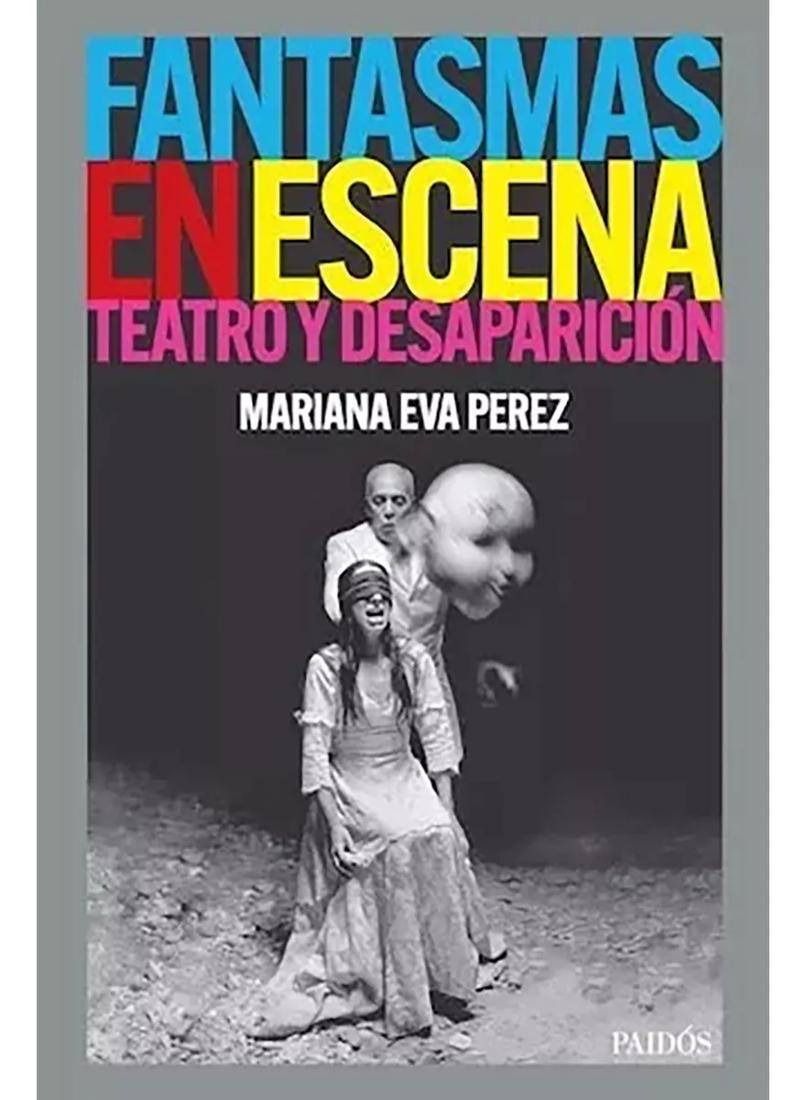 FANTASMAS
EN ESCENA
TEATRO Y DESAPARICIÓN
MARIANA EVA PEREZ
PAIDÓS